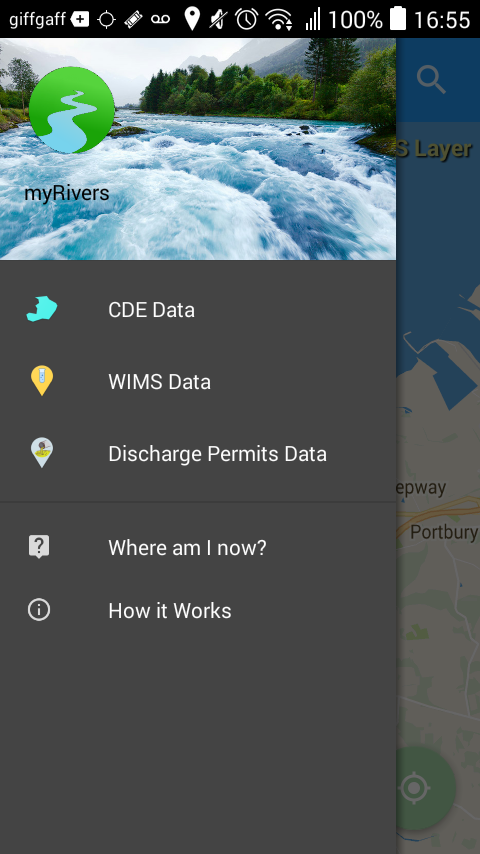 giffgaff 100% 16:55
S Layer
myRivers
CDE Data
WIMS Data
Discharge Permits Data
epway
Portbury
Where am I now?
How it Works